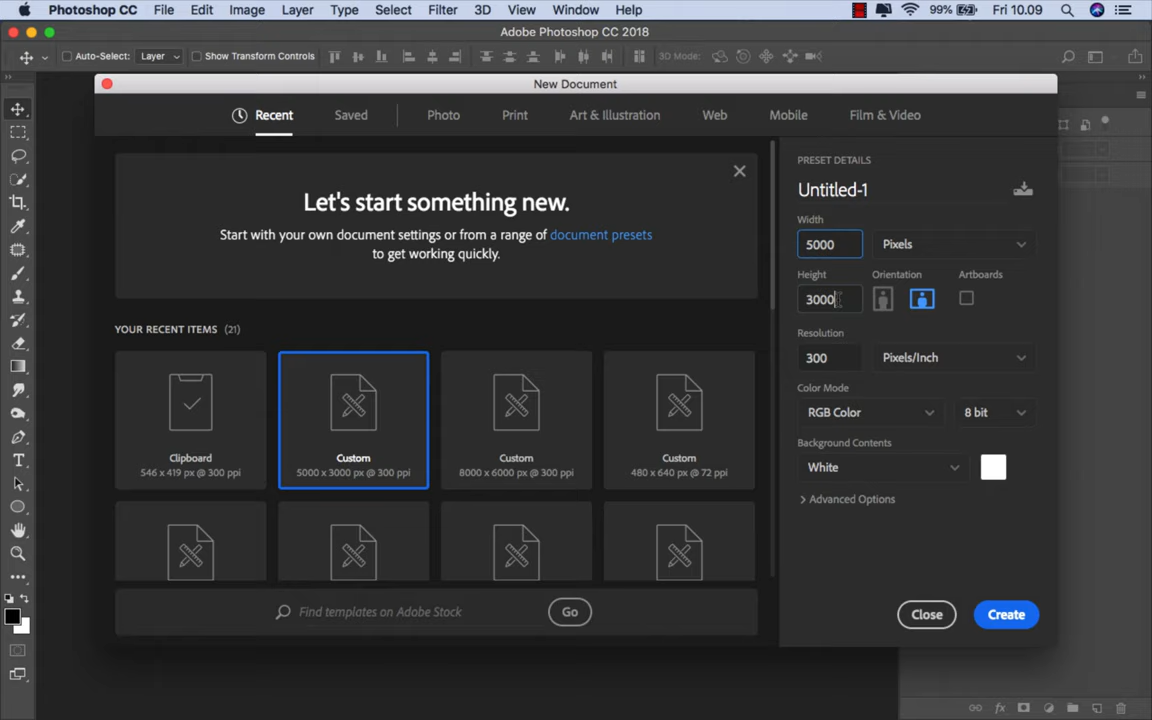 Photoshop CC File Edit Image Layer Type Select Filter 3D View Window Help 99% Fri 10.09
Adobe Photoshop CC 2018
Auto-Select: Layer Show Transform Controls 3D Mode:
New Document
Recent Saved Photo Print Art & Illustration Web Mobile Film & Video
Let's start something new.
Start with your own document settings or from a range of document presets
to get working quickly.
YOUR RECENT ITEMS (21)
Clipboard
546 x 419 px @ 300 ppi
Custom
5000 x 3000 px @ 300 ppi
Custom
8000 x 6000 px @ 300 ppi
Custom
480 x 640 px @ 72 ppi
Find templates on Adobe Stock Go
PRESET DETAILS
Untitled-1
Width
5000 Pixels
Height Orientation Artboards
3000
Resolution
300 Pixels/Inch
Color Mode
RGB Color 8 bit
Background Contents
White
Advanced Options
Close Create
fx